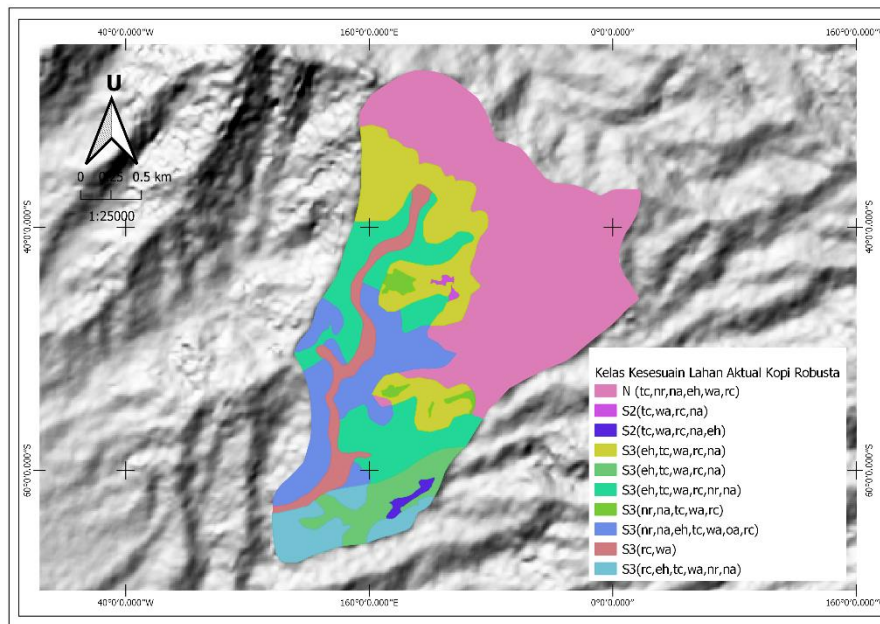 40°0'0.000"W 160°0'0.000"E 0°0'0.000" 160°0'0.000"
U
0 0.25 0.5 km
1:25000
40°0'0.000"S 40°0'0.000"S
60°0'0.000"S 60°0'0.000"S
Kelas Kesesuain Lahan Aktual Kopi Robusta
N (tc,nr,na,eh,wa,rc)
S2(tc,wa,rc,na)
S2(tc,wa,rc,na,eh)
S3(eh,tc,wa,rc,na)
S3(eh,tc,wa,rc,na)
S3(eh,tc,wa,rc,nr,na)
S3(nr,na,tc,wa,rc)
S3(nr,na,eh,tc,wa,oa,rc)
S3(rc,wa)
S3(rc,eh,tc,wa,nr,na)
40°0'0.000"W 160°0'0.000"E 0°0'0.000" 160°0'0.000"